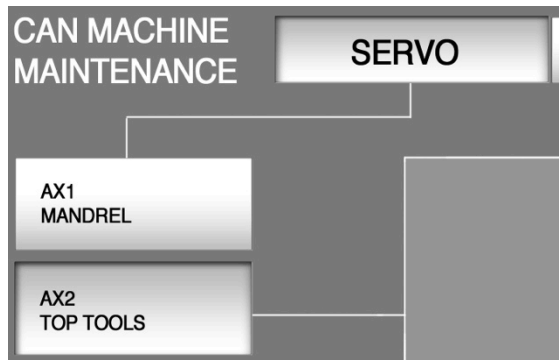 CAN MACHINE
MAINTENANCE
SERVO
AX1
MANDREL
AX2
TOP TOOLS